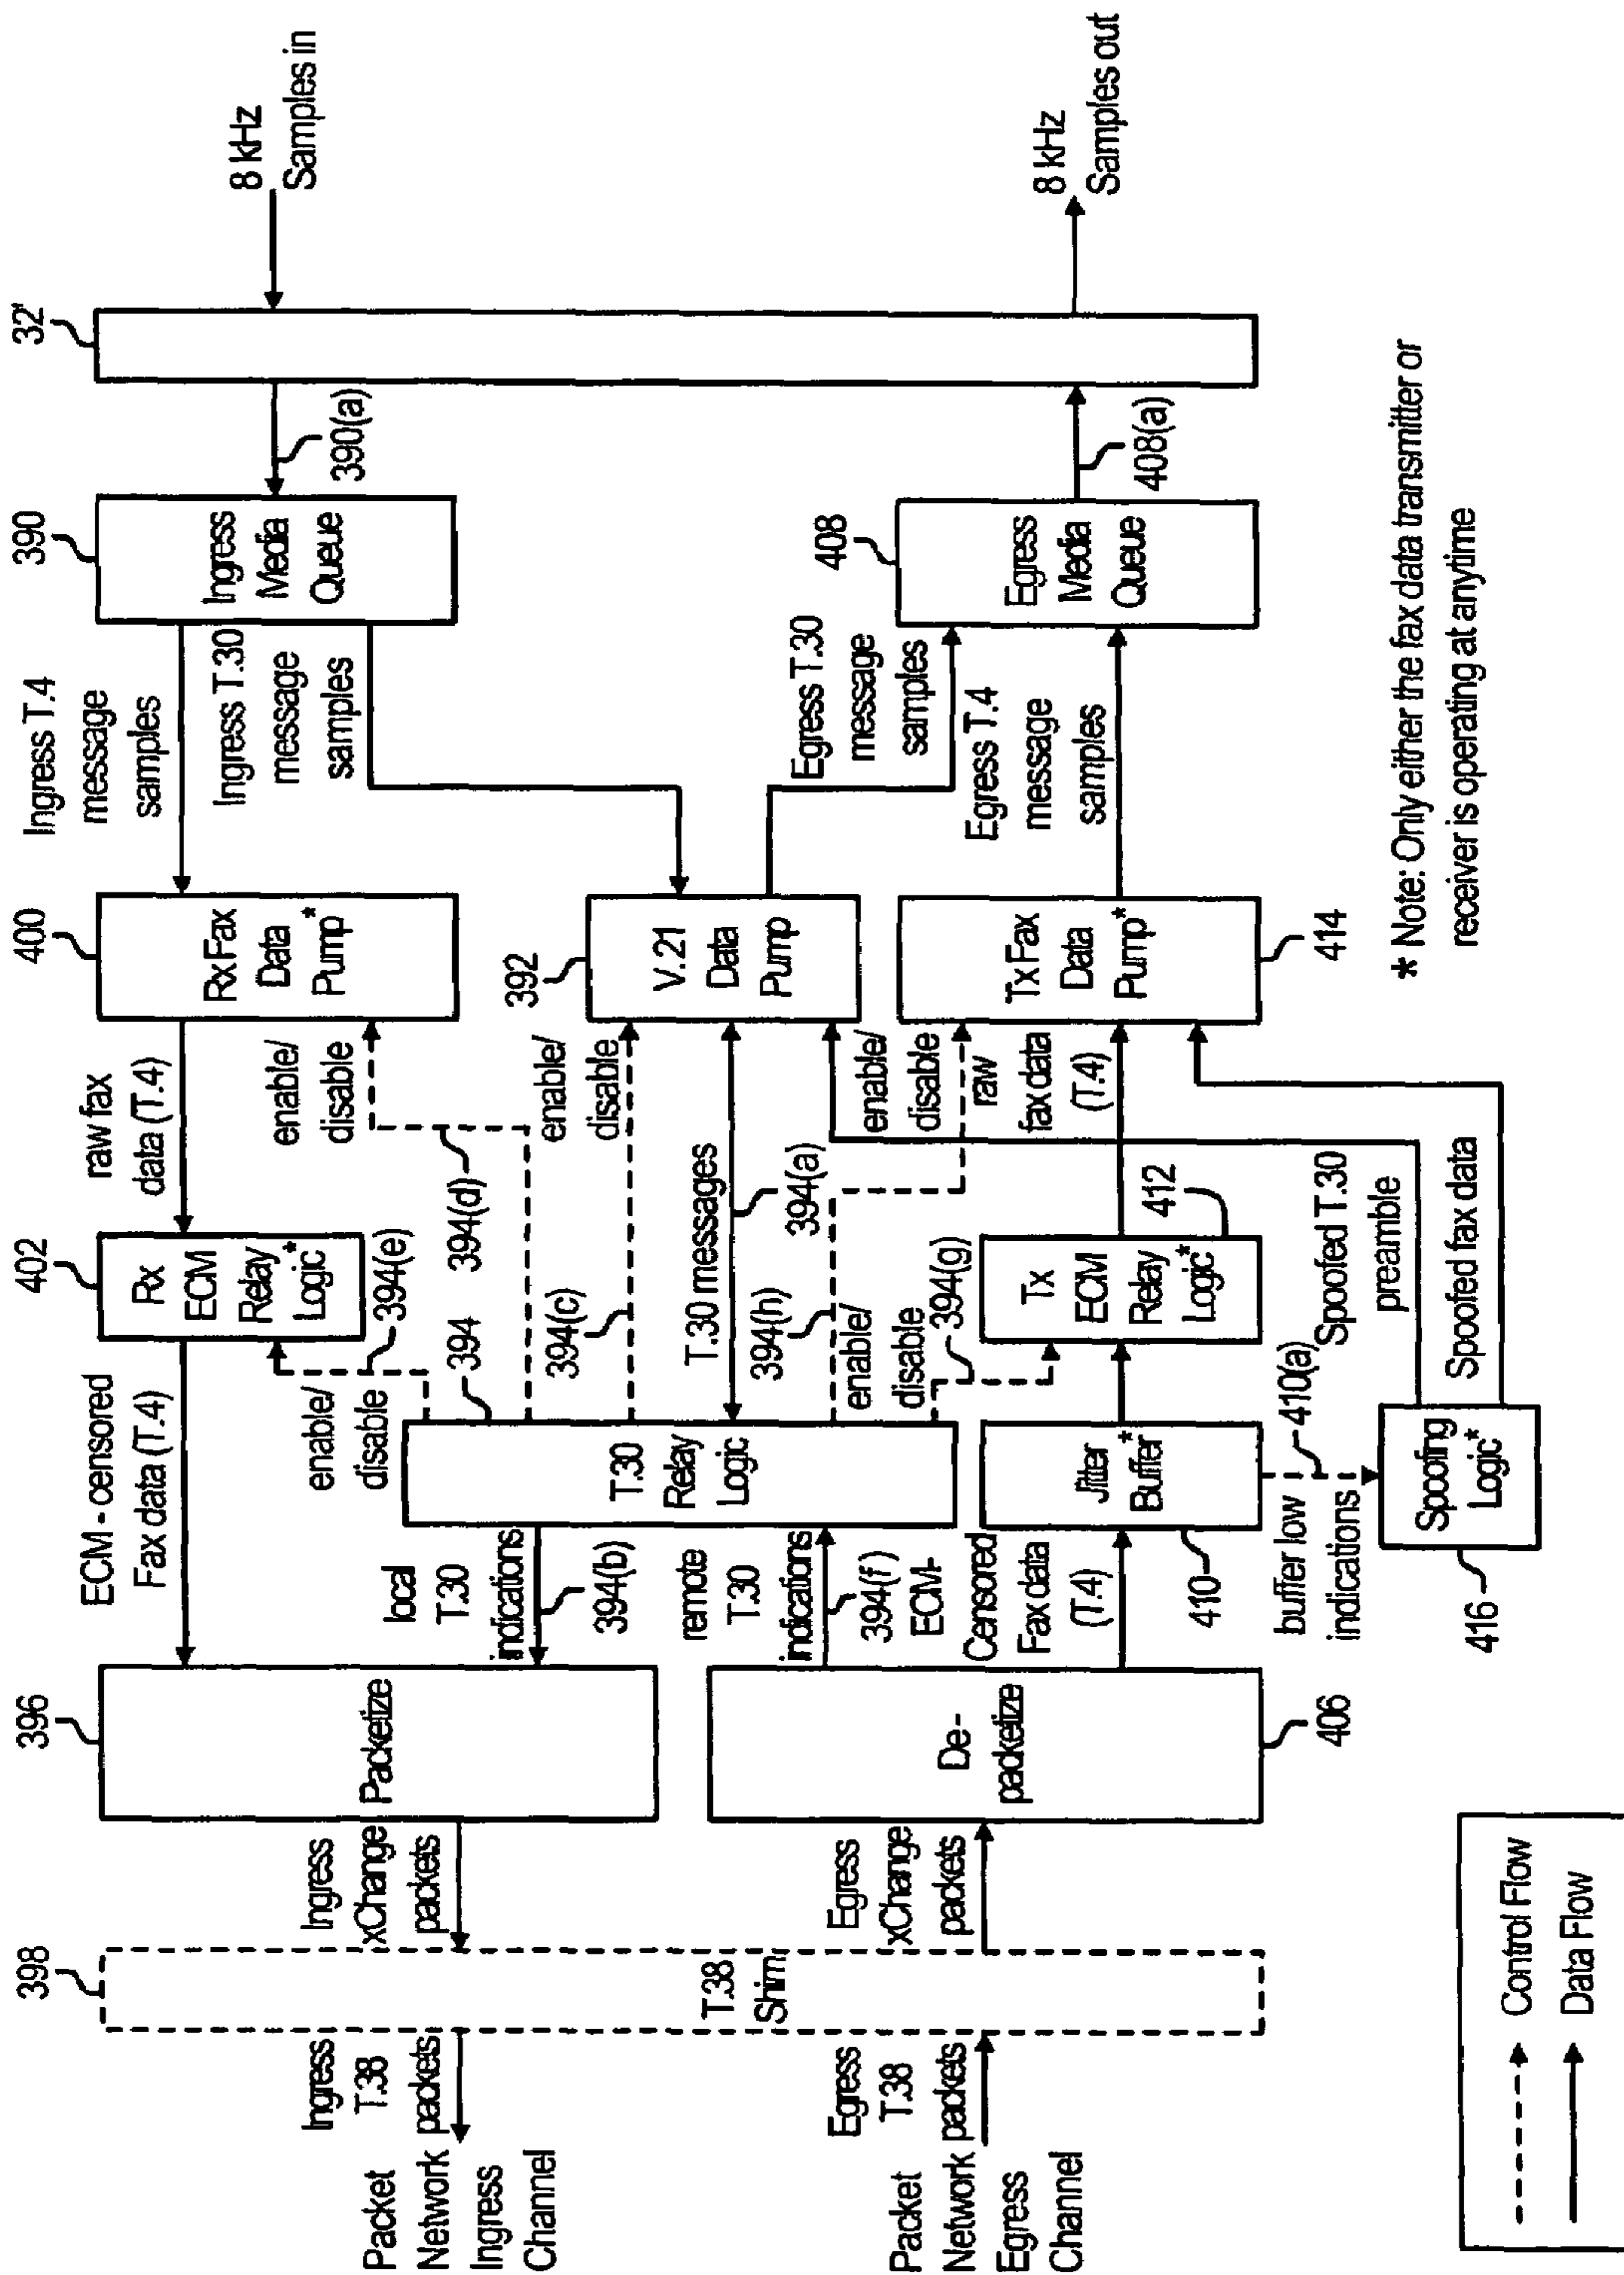 8 kHz
Samples in
8 kHz
Samples out
32'
390(a)
408(a)
390
Ingress
Media
Queue
408
Egress
Media
Queue
Ingress T.4
message
samples
Ingress T.30
message
samples
Egress T.30
message
samples
Egress T.4
message
samples
400
Rx Fax
Data
Pump*
392
V.21
Data
Pump
Tx Fax
Data
Pump*
414
* Note: Only either the fax data transmitter or
receiver is operating at anytime
raw fax
data (T.4)
enable/
disable
394(d)
enable/
disable
394(c)
T.30 messages
394(a)
enable/
disable
394(h)
raw
fax data
(T.4)
402
Rx
ECM
Relay
Logic*
394(e)
412
Tx
ECM
Relay
Logic*
394(g)
enable/
disable
Spoofed T.30
preamble
Spoofed fax data
ECM - censored
Fax data (T.4)
enable/
disable
394
T.30
Relay
Logic
Jitter
Buffer*
410
410(a)
buffer low
indications
Spoofing
Logic*
416
local
T.30
indications
394(b)
remote
T.30
indications
394(f)
ECM-
Censored
Fax data
(T.4)
396
Packetize
De-
packetize
406
Ingress
xChange
packets
Egress
xChange
packets
398
T.38
Shim
Ingress
T.38
packets
Egress
T.38
packets
Packet
Network
Ingress
Channel
Packet
Network
Egress
Channel
Control Flow
Data Flow